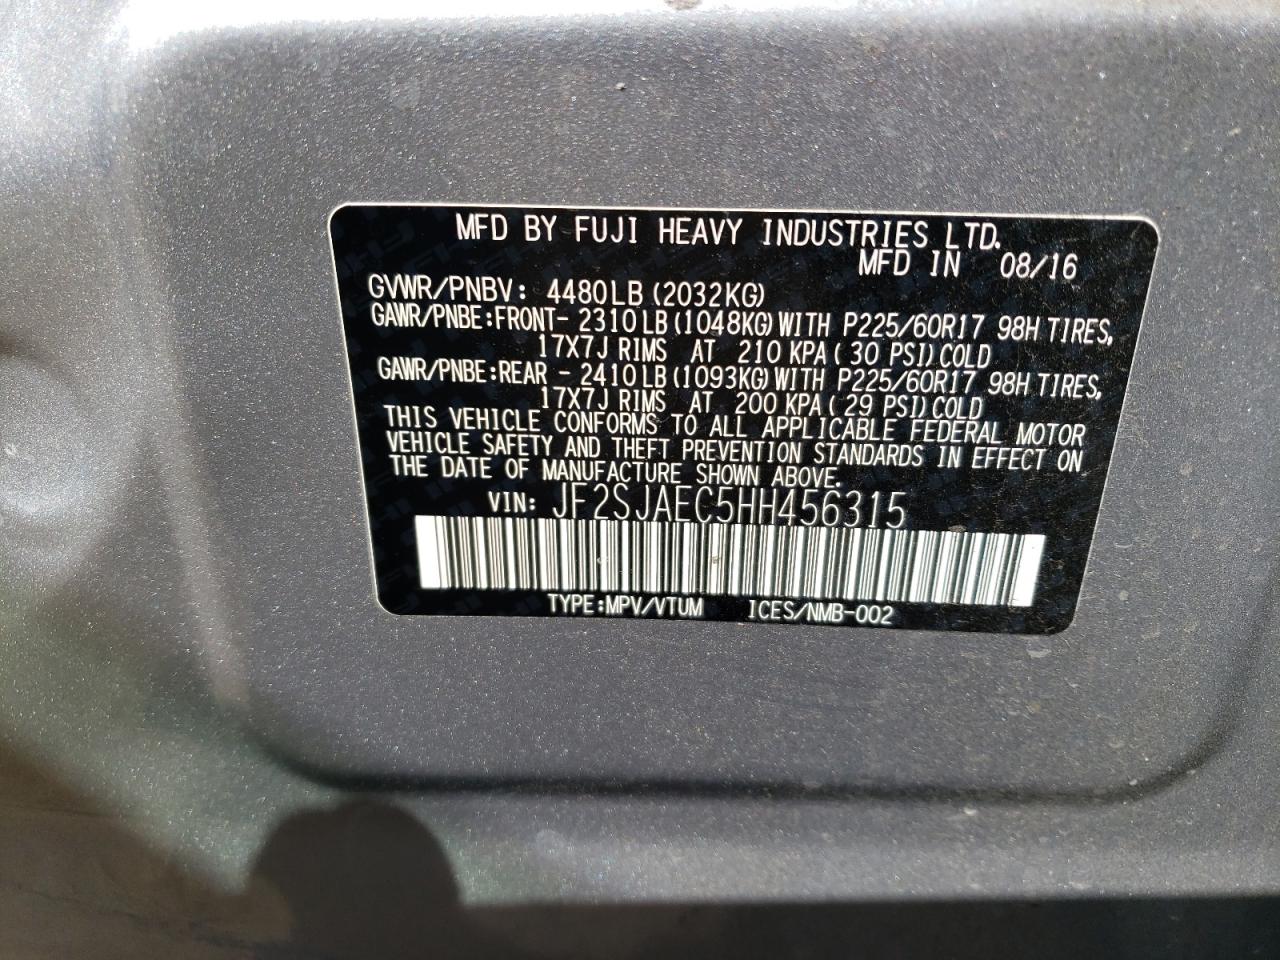 MFD BY FUJI HEAVY INDUSTRIES LTD.
MFD IN 08/16
GVWR/PNBV: 4480LB (2032KG)
GAWR/PNBE:FRONT- 2310LB(1048KG)WITH P225/60R17 98H TIRES,
17X7J RIMS AT 210 KPA( 30 PSI)COLD
GAWR/PNBE:REAR - 2410LB(1093KG)WITH P225/60R17 98H TIRES,
17X7J RIMS AT 200 KPA( 29 PSI)COLD
THIS VEHICLE CONFORMS TO ALL APPLICABLE FEDERAL MOTOR
VEHICLE SAFETY AND THEFT PREVENTION STANDARDS IN EFFECT ON
THE DATE OF MANUFACTURE SHOWN ABOVE.
VIN: JF2SJAEC5HH456315
TYPE:MPV/VTUM ICES/NMB-002